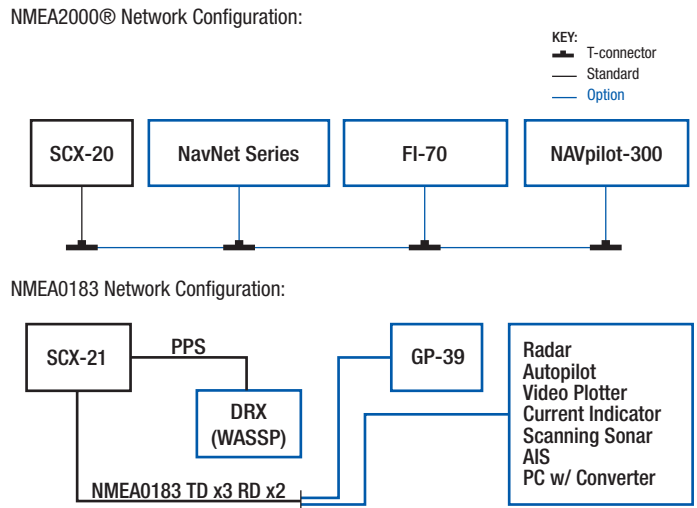 NMEA2000® Network Configuration:
KEY:
T-connector
Standard
Option
SCX-20
NavNet Series
FI-70
NAVpilot-300
NMEA0183 Network Configuration:
SCX-21
PPS
DRX
(WASSP)
GP-39
Radar
Autopilot
Video Plotter
Current Indicator
Scanning Sonar
AIS
PC w/ Converter
NMEA0183 TD x3 RD x2